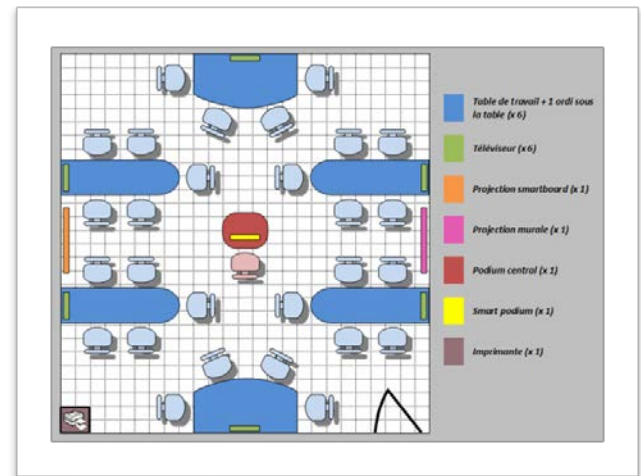 Table de travail + 1 ordi sous
la table (x 6)
Téléviseur (x 6)
Projection smartboard (x 1)
Projection murale (x 1)
Podium central (x 1)
Smart podium (x 1)
Imprimante (x 1)